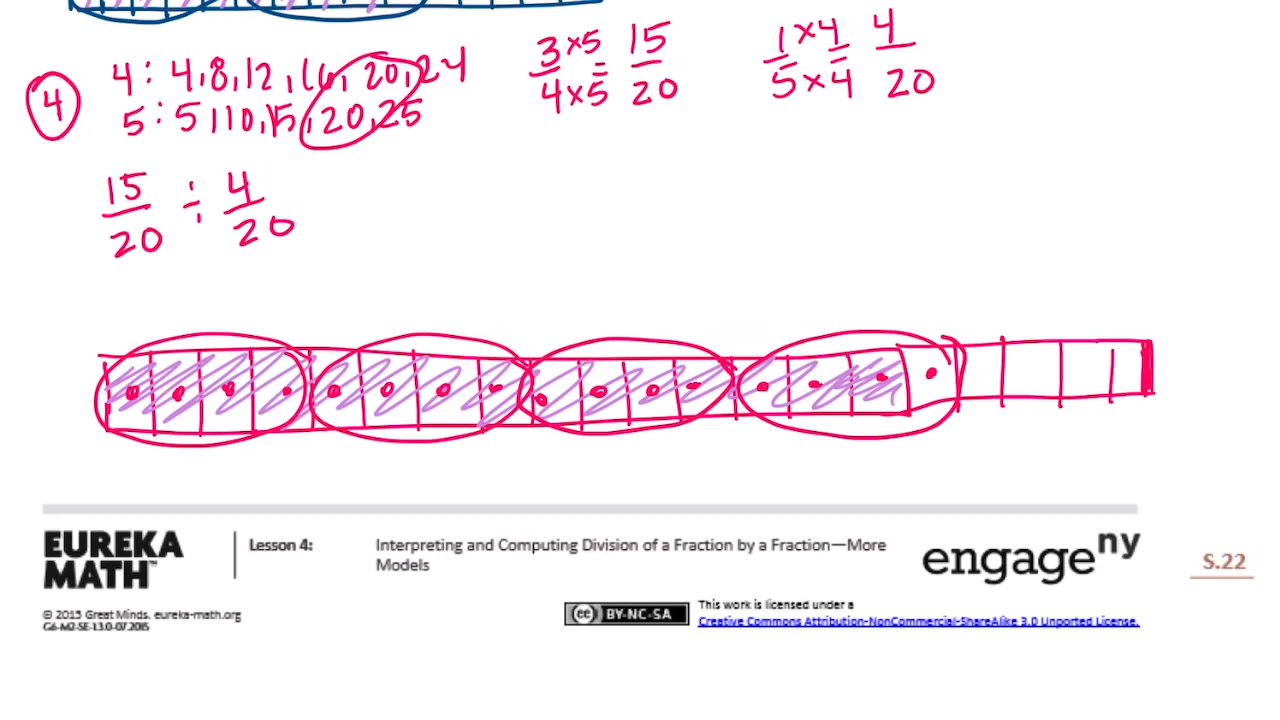 4 : 4,8,12,16,20,24
5 : 5,10,15,20,25
4
3 × 5 = 15
4 × 5 20
1 × 4 = 4
5 × 4 20
15 ÷ 4
20 20
EUREKA MATH™
Lesson 4:
Interpreting and Computing Division of a Fraction by a Fraction—More
Models
engageny
S.22
© 2015 Great Minds. eureka-math.org
G6-M2-SE-1.3.0-07.2015
cc BY-NC-SA
This work is licensed under a
Creative Commons Attribution-NonCommercial-ShareAlike 3.0 Unported License.